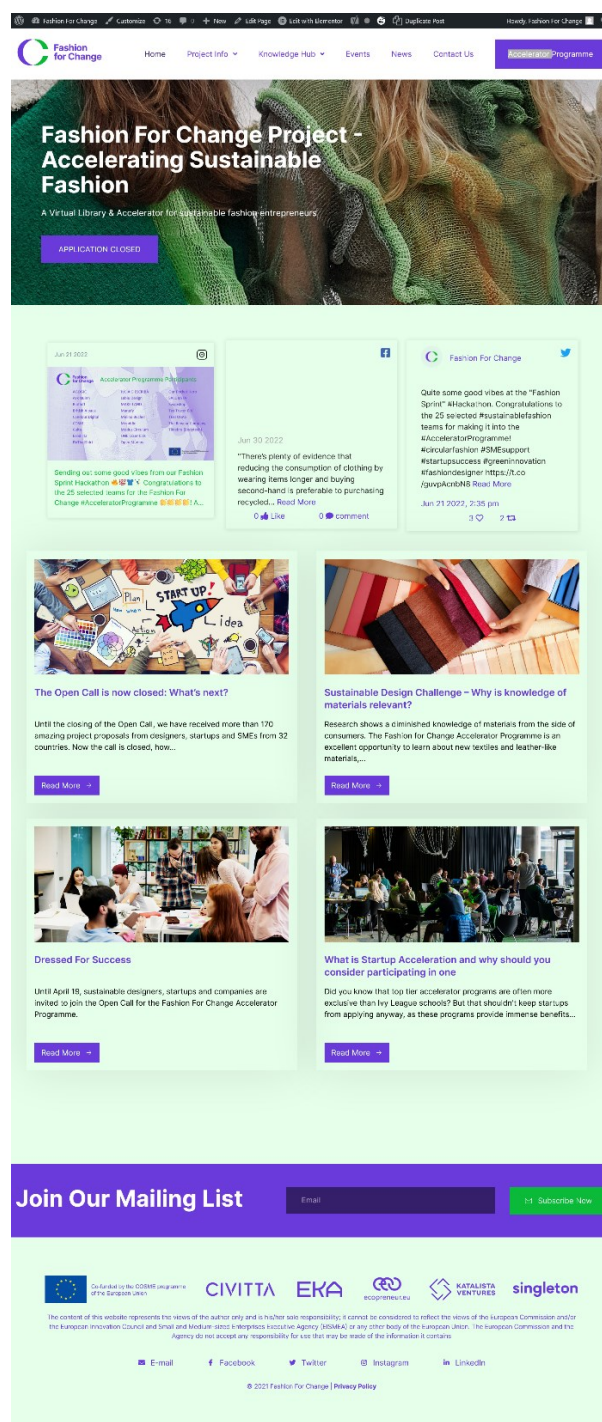 Fashion For Change Customize 16 0 New Edit Page Edit with Elementor Duplicate Post Howdy, Fashion For Change
Fashion
for Change
Home Project Info Knowledge Hub Events News Contact Us Accelerator Programme
Fashion For Change Project -
Accelerating Sustainable
Fashion
A Virtual Library & Accelerator for sustainable fashion entrepreneurs
APPLICATION CLOSED
Jun 21 2022
Fashion
for Change
Accelerator Programme Participants
Sending out some good vibes from our Fashion
Sprint Hackathon 
Congratulations to
the 25 selected teams for the Fashion For
Change #AcceleratorProgramme ! A...
Jun 30 2022
"There's plenty of evidence that
reducing the consumption of clothing by
wearing items longer and buying
second-hand is preferable to purchasing
recycled... Read More
0 Like 0 comment
Fashion For Change
Quite some good vibes at the "Fashion
Sprint" #Hackathon. Congratulations to
the 25 selected #sustainablefashion
teams for making it into the
#AcceleratorProgramme!
#circularfashion #SMEsupport
#startupsuccess #greeninnovation
#fashiondesigner https://t.co
/guvpAcnbN8 Read More
Jun 21 2022, 2:35 pm
3 2
Plan
START UP!
New when
Action
idea
The Open Call is now closed: What's next?
Until the closing of the Open Call, we have received more than 170
amazing project proposals from designers, startups and SMEs from 32
countries. Now the call is closed, how...
Read More →
Sustainable Design Challenge – Why is knowledge of
materials relevant?
Research shows a diminished knowledge of materials from the side of
consumers. The Fashion for Change Accelerator Programme is an
excellent opportunity to learn about new textiles and leather-like
materials,...
Read More →
Dressed For Success
Until April 19, sustainable designers, startups and companies are
invited to join the Open Call for the Fashion For Change Accelerator
Programme.
Read More →
What is Startup Acceleration and why should you
consider participating in one
Did you know that top tier accelerator programs are often more
exclusive than Ivy League schools? But that shouldn't keep startups
from applying anyway, as these programs provide immense benefits...
Read More →
Join Our Mailing List
Email
Subscribe Now
Co-funded by the COSME programme
of the European Union
CIVITTA
EKA
ecopreneur.eu
KATALISTA
VENTURES
singleton
The content of this website represents the views of the author only and is his/her sole responsibility; it cannot be considered to reflect the views of the European Commission and/or
the European Innovation Council and Small and Medium-sized Enterprises Executive Agency (EISMEA) or any other body of the European Union. The European Commission and the
Agency do not accept any responsibility for use that may be made of the information it contains
E-mail Facebook Twitter Instagram LinkedIn
© 2021 Fashion For Change | Privacy Policy